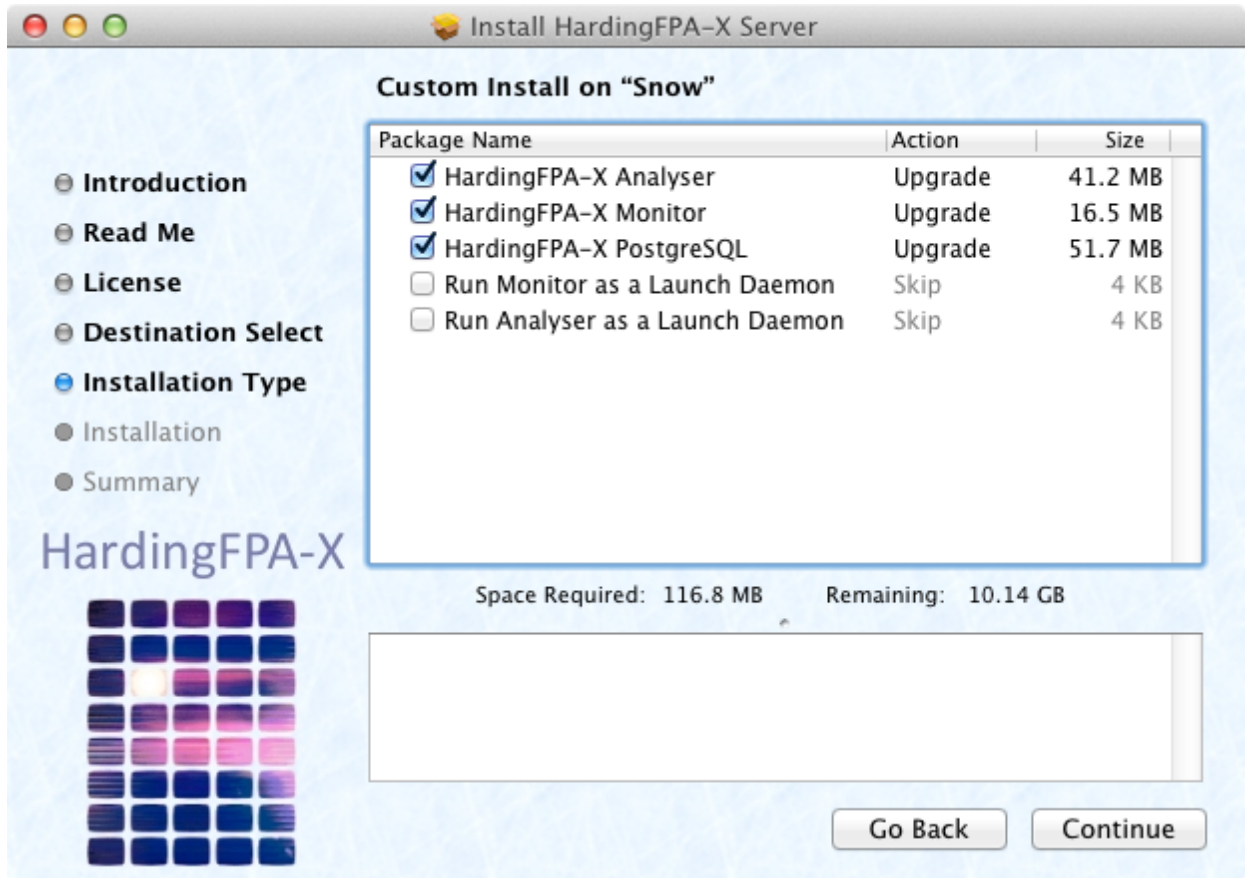 Install HardingFPA-X Server
Custom Install on “Snow”
Introduction
Read Me
License
Destination Select
Installation Type
Installation
Summary
HardingFPA-X
Package Name Action Size
HardingFPA-X Analyser Upgrade 41.2 MB
HardingFPA-X Monitor Upgrade 16.5 MB
HardingFPA-X PostgreSQL Upgrade 51.7 MB
Run Monitor as a Launch Daemon Skip 4 KB
Run Analyser as a Launch Daemon Skip 4 KB
Space Required: 116.8 MB Remaining: 10.14 GB
Go Back Continue